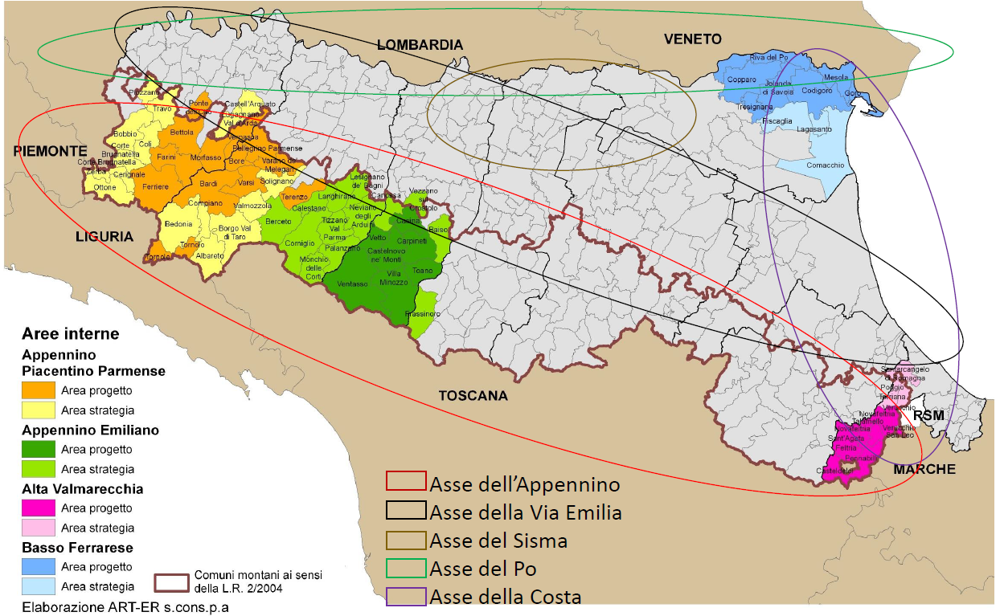 LOMBARDIA
VENETO
PIEMONTE
LIGURIA
TOSCANA
RSM
MARCHE
Piozzano
Travo
Ponte
Castell'Arquato
Lugagnano
Val d'Arda
Vernasca
Bobbio
Bettola
Corte
Brugnatella
Coli
Corte Brugnatella
Zerba
Cerignale
Ottone
Farini
Morfasso
Ferriere
Pellegrino Parmense
Bore
Varano de'
Melegari
Bardi
Varsi
Solignano
Terenzo
Compiano
Valmozzola
Bedonia
Borgo Val
di Taro
Tornolo
Tornolo
Albareto
Berceto
Calestano
Langhirano
Lesignano
de' Bagni
Canossa
Neviano
degli
Arduini
Tizzano
Val
Parma
Corniglio
Palanzano
Monchio
delle
Corti
Vezzano
sul
Crostolo
Casina
Baiso
Vetto
Carpineti
Castelnovo
ne' Monti
Villa
Minozzo
Toano
Ventasso
Frassinoro
Riva del Po
Copparo
Jolanda
di Savoia
Mesola
Codigoro
Goro
Tresignana
Fiscaglia
Lagosanto
Comacchio
Santarcangelo
di Romagna
Poggio
Torriana
Verucchio
Novafeltria
Talamello
Novafeltria
Verucchio
San Leo
Sant'Agata
Feltria
Pennabilli
Casteldelci
Aree interne
Appennino
Piacentino Parmense
Area progetto
Area strategia
Appennino Emiliano
Area progetto
Area strategia
Alta Valmarecchia
Area progetto
Area strategia
Basso Ferrarese
Area progetto
Area strategia
Comuni montani ai sensi
della L.R. 2/2004
Elaborazione ART-ER s.cons.p.a
Asse dell'Appennino
Asse della Via Emilia
Asse del Sisma
Asse del Po
Asse della Costa